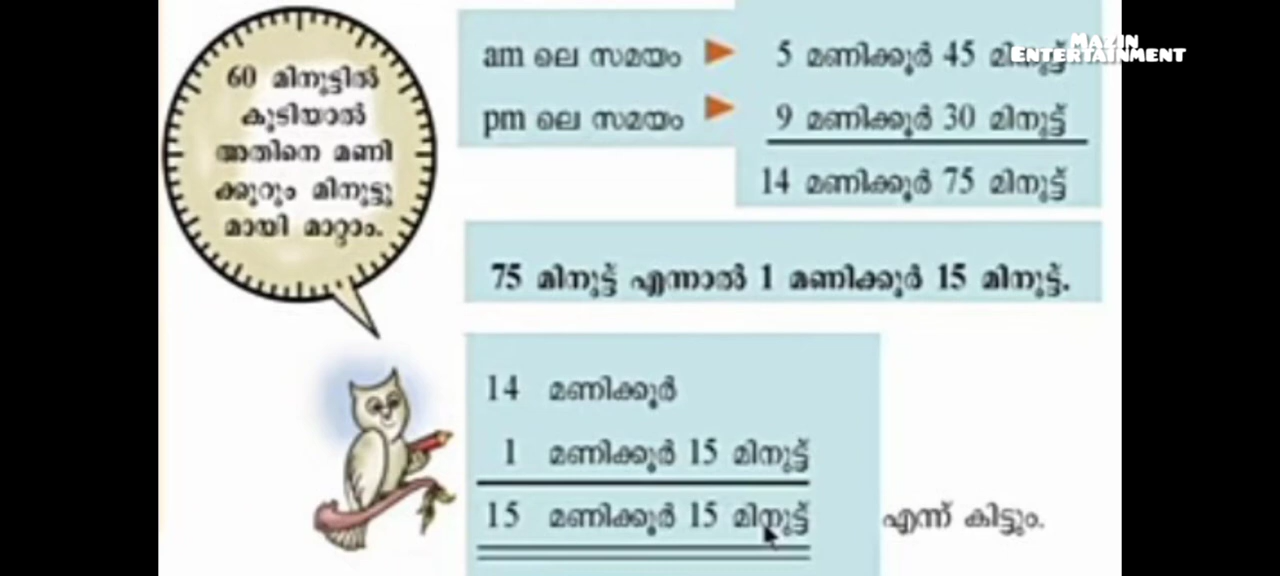 60 മിനുട്ടിൽ
കൂടിയാൽ
അതിനെ മണി
ക്കൂറും മിനുട്ടു
മായി മാറ്റാം.
am ലെ സമയം ▶ 5 മണിക്കൂർ 45 മിനുട്ട്
MAZIN
ENTERTAINMENT
pm ലെ സമയം ▶ 9 മണിക്കൂർ 30 മിനുട്ട്
14 മണിക്കൂർ 75 മിനുട്ട്
75 മിനുട്ട് എന്നാൽ 1 മണിക്കൂർ 15 മിനുട്ട്.
14 മണിക്കൂർ
1 മണിക്കൂർ 15 മിനുട്ട്
15 മണിക്കൂർ 15 മിനുട്ട് എന്ന് കിട്ടും.